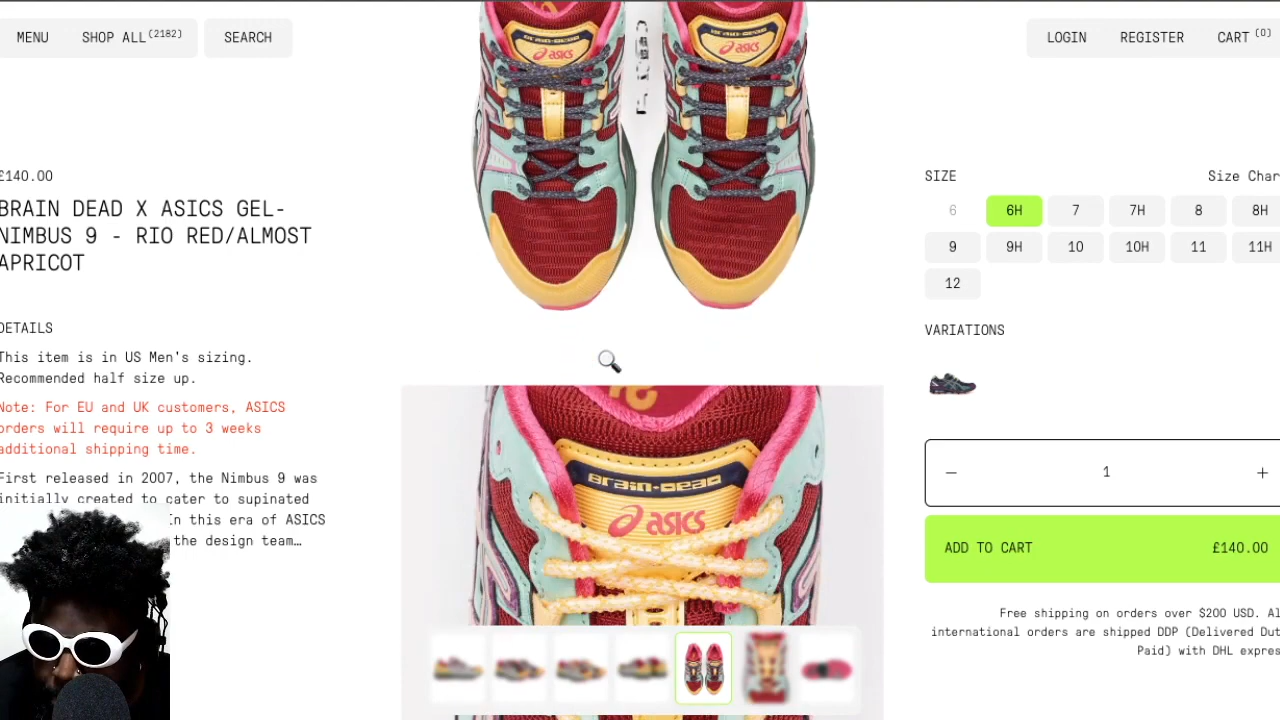 MENU
SHOP ALL(2182)
SEARCH
LOGIN
REGISTER
CART (0)
£140.00
BRAIN DEAD X ASICS GEL-
NIMBUS 9 - RIO RED/ALMOST
APRICOT
DETAILS
This item is in US Men's sizing.
Recommended half size up.
Note: For EU and UK customers, ASICS
orders will require up to 3 weeks
additional shipping time.
First released in 2007, the Nimbus 9 was
initially created to cater to supinated
In this era of ASICS
the design team…
Brain-Dead
asics
Brain-Dead
asics
Brain-Dead
asics
SIZE
Size Char
6
6H
7
7H
8
8H
9
9H
10
10H
11
11H
12
VARIATIONS
— 1 +
ADD TO CART £140.00
Free shipping on orders over $200 USD. Al
international orders are shipped DDP (Delivered Dut
Paid) with DHL expres